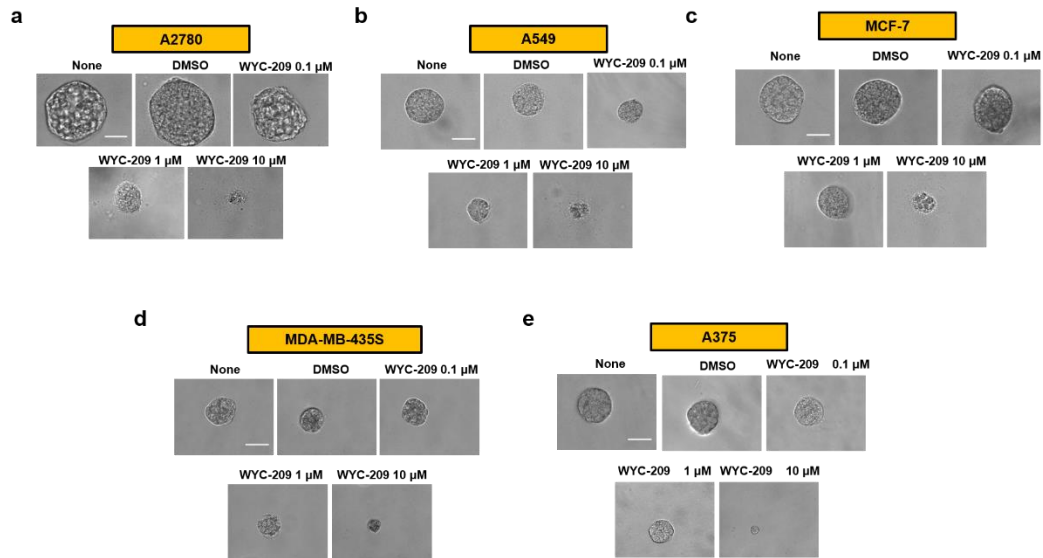 a
A2780
None DMSO WYC-209 0.1 µM
WYC-209 1 µM WYC-209 10 µM
b
A549
None DMSO WYC-209 0.1 µM
WYC-209 1 µM WYC-209 10 µM
c
MCF-7
None DMSO WYC-209 0.1 µM
WYC-209 1 µM WYC-209 10 µM
d
MDA-MB-435S
None DMSO WYC-209 0.1 µM
WYC-209 1 µM WYC-209 10 µM
e
A375
None DMSO WYC-209 0.1 µM
WYC-209 1 µM WYC-209 10 µM